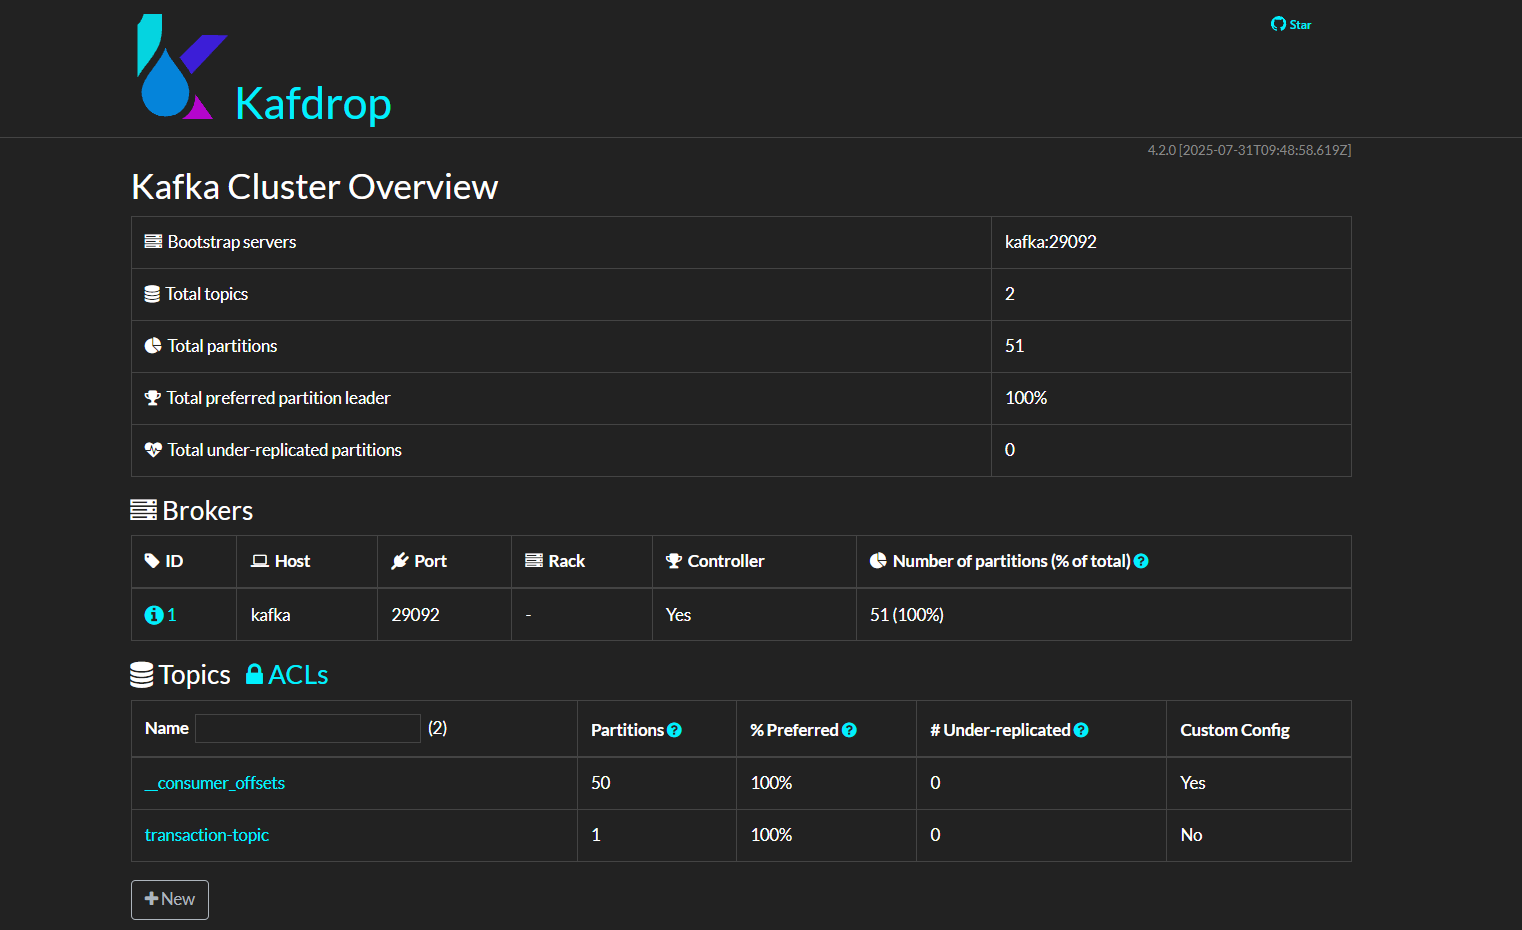 Star
Kafdrop
4.2.0 [2025-07-31T09:48:58.619Z]
Kafka Cluster Overview
Bootstrap servers kafka:29092
Total topics 2
Total partitions 51
Total preferred partition leader 100%
Total under-replicated partitions 0
Brokers
ID Host Port Rack Controller Number of partitions (% of total) ?
1 kafka 29092 - Yes 51 (100%)
Topics ACLs
Name (2) Partitions ? % Preferred ? # Under-replicated ? Custom Config
__consumer_offsets 50 100% 0 Yes
transaction-topic 1 100% 0 No
New